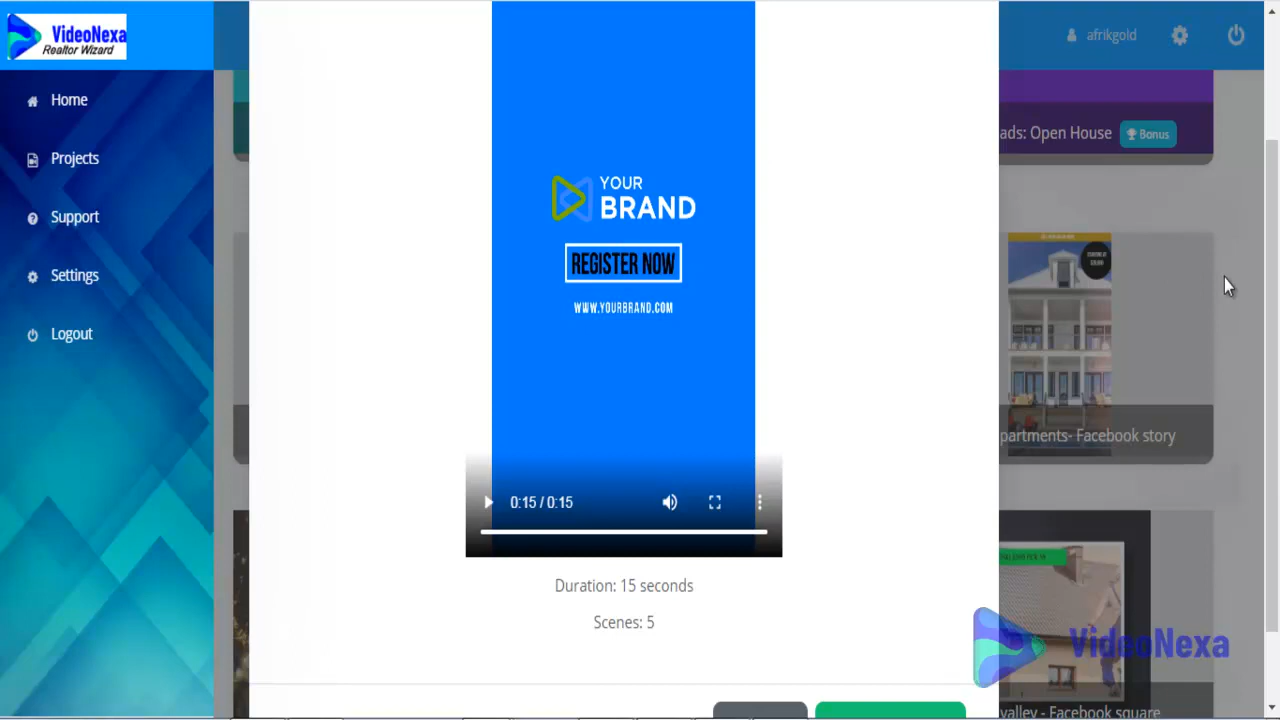 VideoNexa
Realtor Wizard
afrikgold
Home
Projects
Support
Settings
Logout
YOUR
BRAND
REGISTER NOW
WWW.YOURBRAND.COM
0:15 / 0:15
Duration: 15 seconds
Scenes: 5
ads: Open House
Bonus
partments- Facebook story
VideoNexa
valley - Facebook square